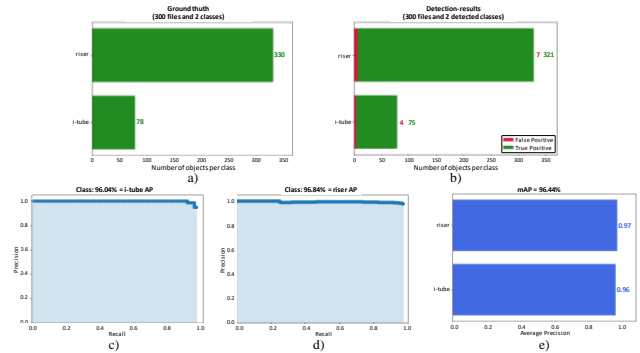 Ground truth
(300 files and 2 classes)
riser
330
i-tube
78
0 50 100 150 200 250 300 350
Number of objects per class
a)
Detection-results
(300 files and 2 detected classes)
riser
7 321
i-tube
4 75
False Positive
True Positive
0 50 100 150 200 250 300 350
Number of objects per class
b)
Class: 96.04% = i-tube AP
Precision
1.0
0.8
0.6
0.4
0.2
0.0
0.0 0.2 0.4 0.6 0.8 1.0
Recall
c)
Class: 96.84% = riser AP
Precision
1.0
0.8
0.6
0.4
0.2
0.0
0.0 0.2 0.4 0.6 0.8 1.0
Recall
d)
mAP = 96.44%
riser
0.97
i-tube
0.96
0.0 0.2 0.4 0.6 0.8 1.0
Average Precision
e)